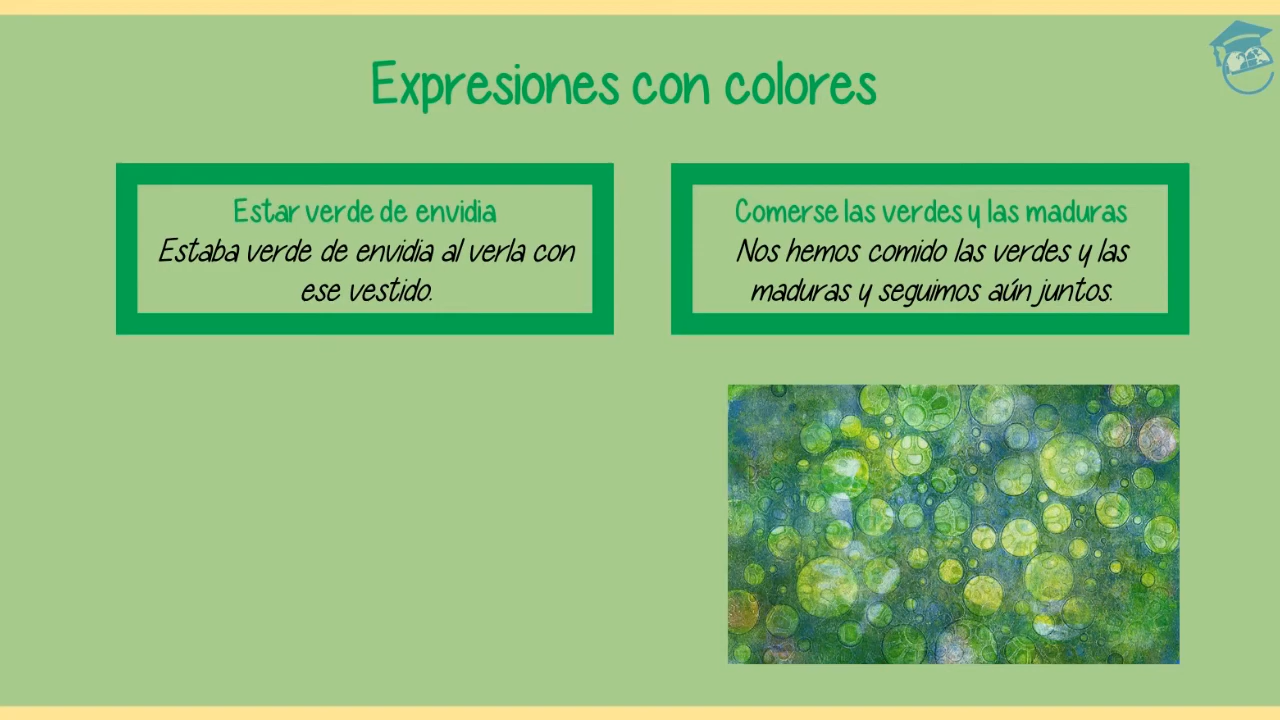 Expresiones con colores
Estar verde de envidia
Estaba verde de envidia al verla con
ese vestido.
Comerse las verdes y las maduras
Nos hemos comido las verdes y las
maduras y seguimos aún juntos.